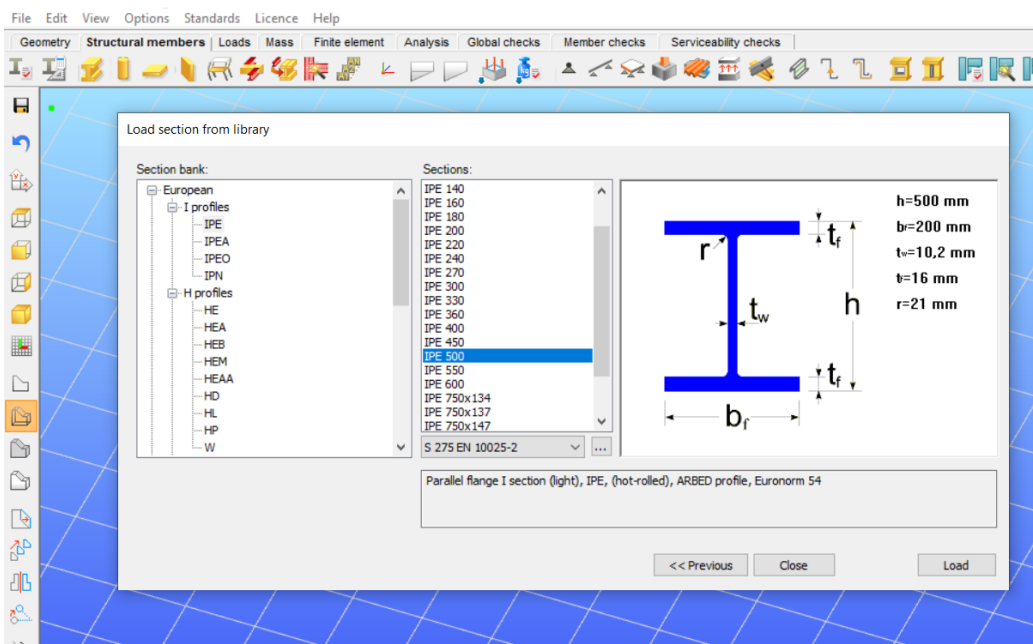 File Edit View Options Standards Licence Help
Geometry Structural members Loads Mass Finite element Analysis Global checks Member checks Serviceability checks
Load section from library
Section bank:
European
I profiles
IPE
IPEA
IPEO
IPN
H profiles
HE
HEA
HEB
HEM
HEAA
HD
HL
HP
W
Sections:
IPE 140
IPE 160
IPE 180
IPE 200
IPE 220
IPE 240
IPE 270
IPE 300
IPE 330
IPE 360
IPE 400
IPE 450
IPE 500
IPE 550
IPE 600
IPE 750x134
IPE 750x137
IPE 750x147
S 275 EN 10025-2
...
r
tf
tw
h
tf
bf
h=500 mm
bf=200 mm
tw=10,2 mm
tf=16 mm
r=21 mm
Parallel flange I section (light), IPE, (hot-rolled), ARBED profile, Euronorm 54
<< Previous Close Load